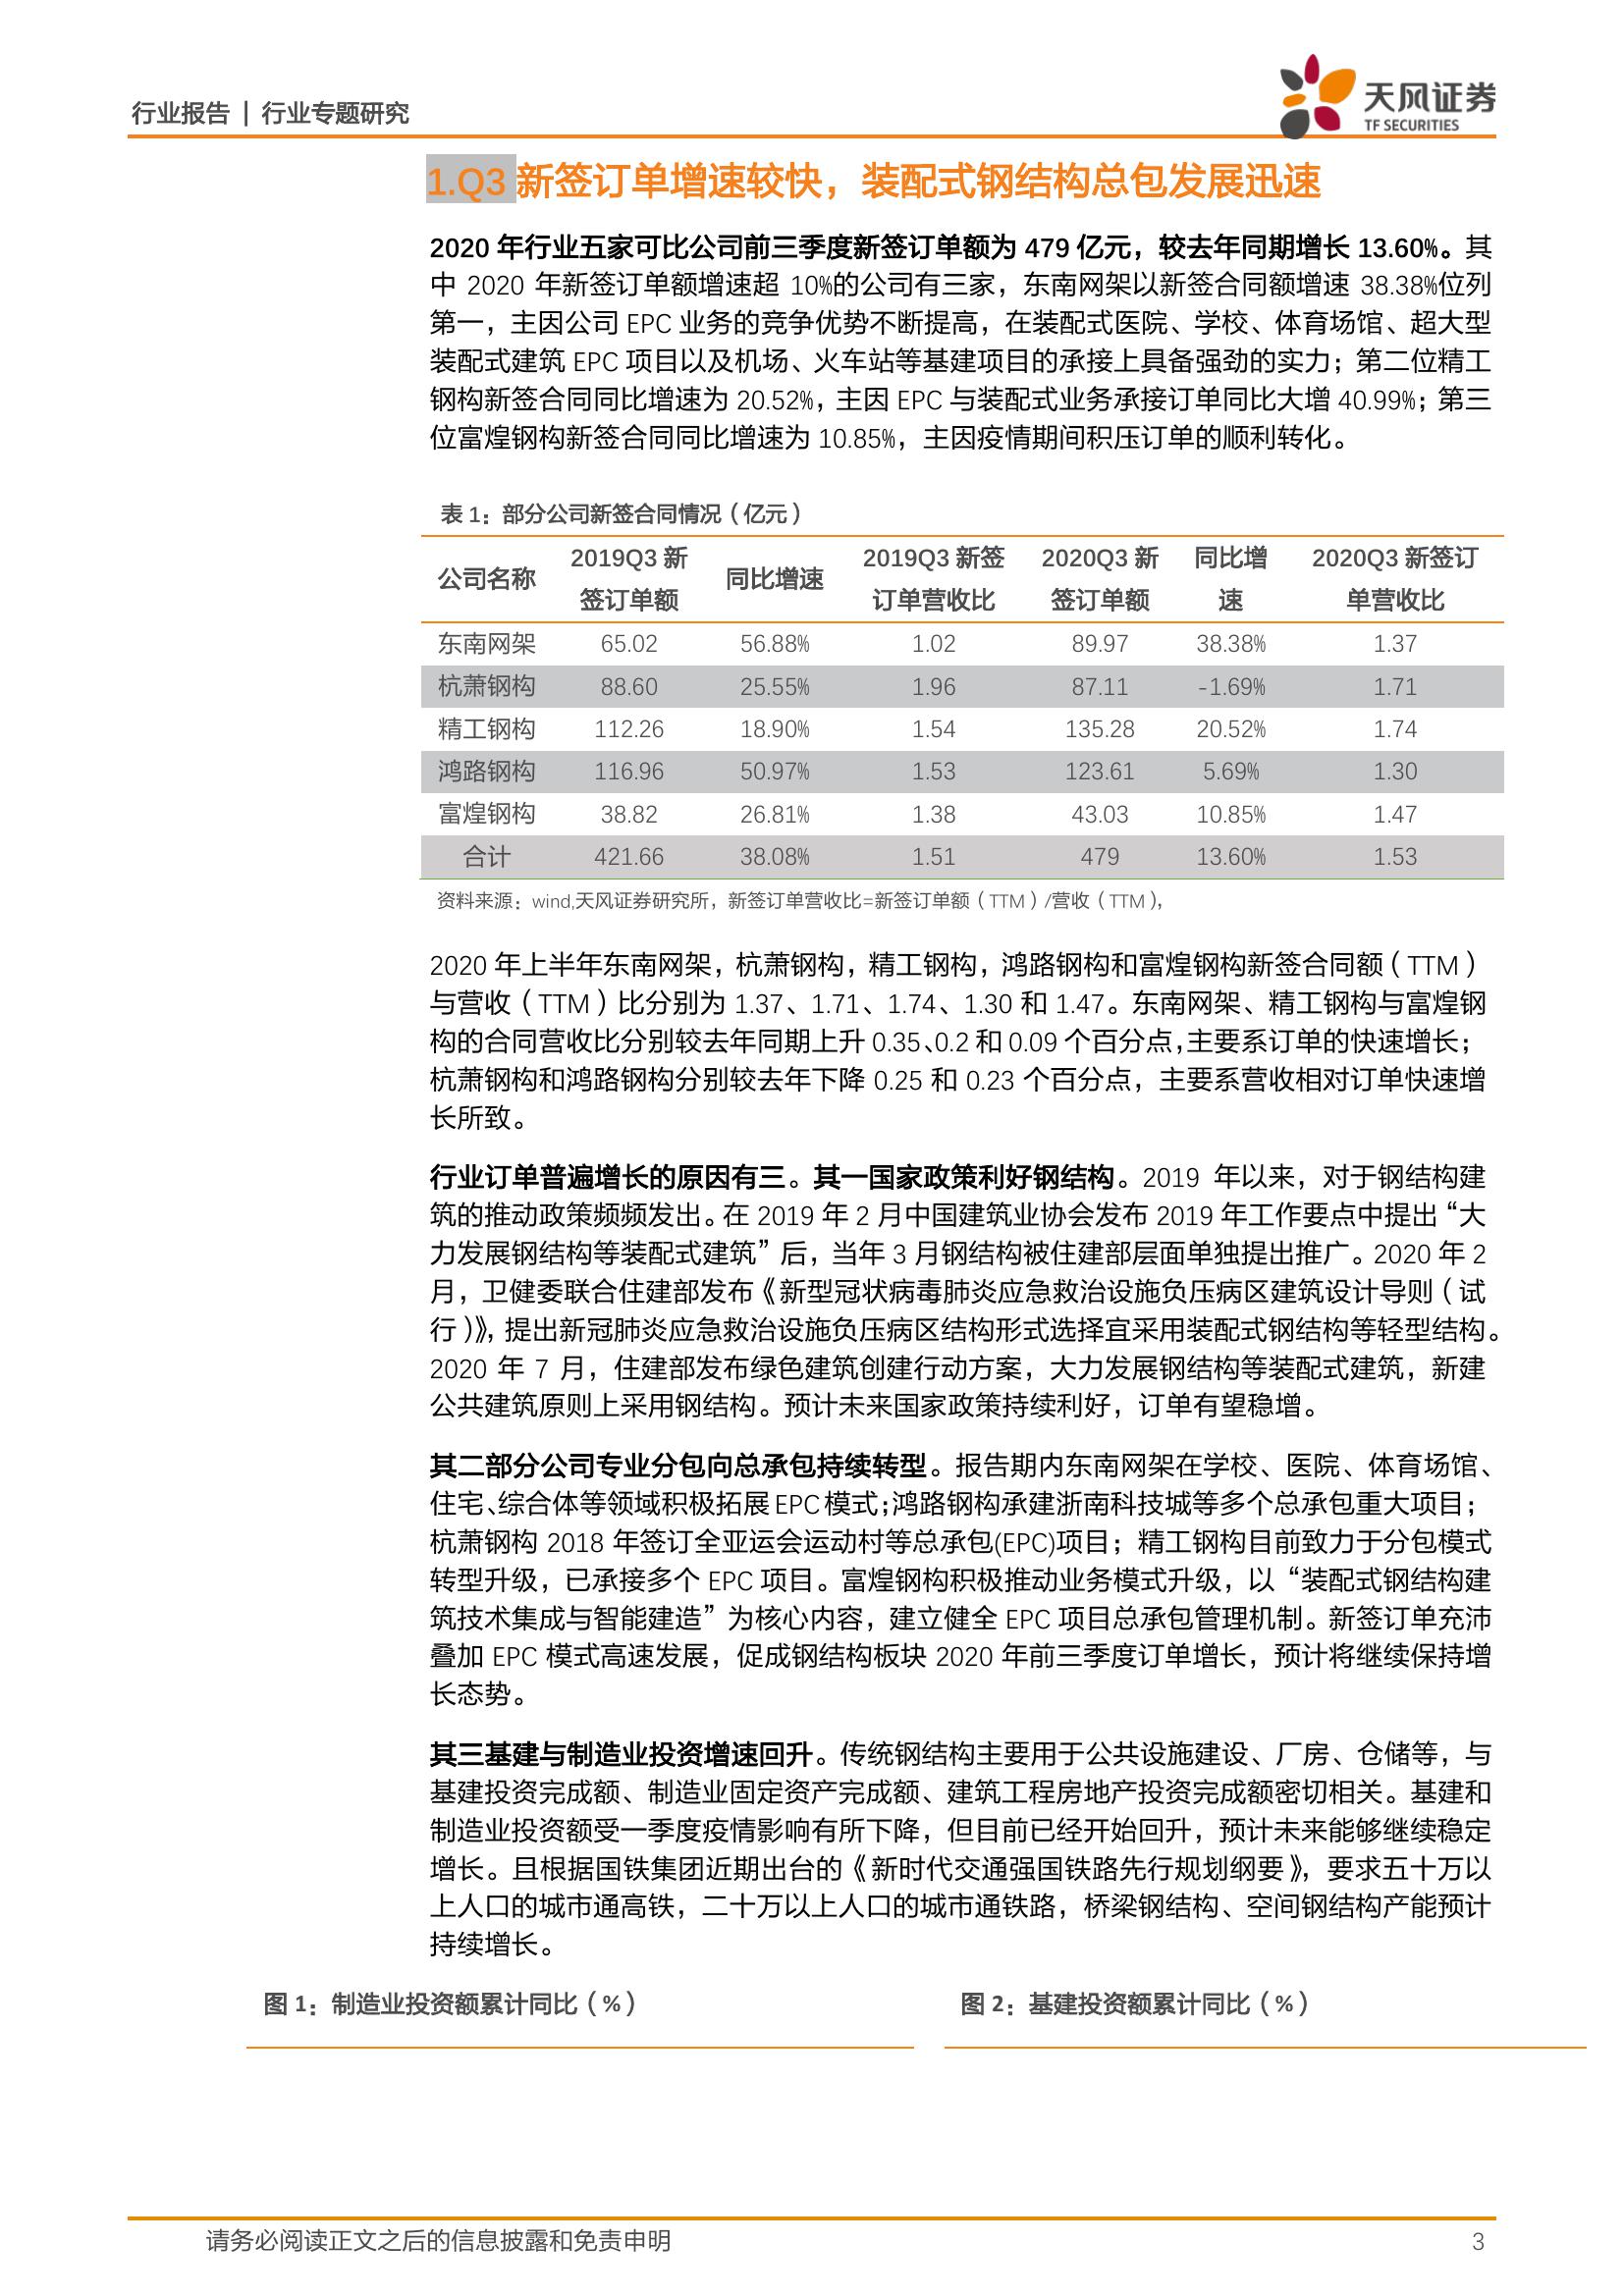 行业报告 | 行业专题研究
天风证券
TF SECURITIES
1.Q3 新签订单增速较快，装配式钢结构总包发展迅速
2020 年行业五家可比公司前三季度新签订单额为 479 亿元，较去年同期增长 13.60%。其
中 2020 年新签订单额增速超 10%的公司有三家，东南网架以新签合同额增速 38.38%位列
第一，主因公司 EPC 业务的竞争优势不断提高，在装配式医院、学校、体育场馆、超大型
装配式建筑 EPC 项目以及机场、火车站等基建项目的承接上具备强劲的实力；第二位精工
钢构新签合同同比增速为 20.52%，主因 EPC 与装配式业务承接订单同比大增 40.99%；第三
位富煌钢构新签合同同比增速为 10.85%，主因疫情期间积压订单的顺利转化。
表 1：部分公司新签合同情况（亿元）
公司名称 2019Q3 新签订单额 同比增速 2019Q3 新签订单营收比 2020Q3 新签订单额 同比增速 2020Q3 新签订单营收比
东南网架 65.02 56.88% 1.02 89.97 38.38% 1.37
杭萧钢构 88.60 25.55% 1.96 87.11 -1.69% 1.71
精工钢构 112.26 18.90% 1.54 135.28 20.52% 1.74
鸿路钢构 116.96 50.97% 1.53 123.61 5.69% 1.30
富煌钢构 38.82 26.81% 1.38 43.03 10.85% 1.47
合计 421.66 38.08% 1.51 479 13.60% 1.53
资料来源：wind,天风证券研究所，新签订单营收比=新签订单额（TTM）/营收（TTM），
2020 年上半年东南网架，杭萧钢构，精工钢构，鸿路钢构和富煌钢构新签合同额（TTM）
与营收（TTM）比分别为 1.37、1.71、1.74、1.30 和 1.47。东南网架、精工钢构与富煌钢
构的合同营收比分别较去年同期上升 0.35、0.2 和 0.09 个百分点，主要系订单的快速增长；
杭萧钢构和鸿路钢构分别较去年下降 0.25 和 0.23 个百分点，主要系营收相对订单快速增
长所致。
行业订单普遍增长的原因有三。其一国家政策利好钢结构。2019 年以来，对于钢结构建
筑的推动政策频频发出。在 2019 年 2 月中国建筑业协会发布 2019 年工作要点中提出“大
力发展钢结构等装配式建筑”后，当年 3 月钢结构被住建部层面单独提出推广。2020 年 2
月，卫健委联合住建部发布《新型冠状病毒肺炎应急救治设施负压病区建筑设计导则（试
行）》，提出新冠肺炎应急救治设施负压病区结构形式选择宜采用装配式钢结构等轻型结构。
2020 年 7 月，住建部发布绿色建筑创建行动方案，大力发展钢结构等装配式建筑，新建
公共建筑原则上采用钢结构。预计未来国家政策持续利好，订单有望稳增。
其二部分公司专业分包向总承包持续转型。报告期内东南网架在学校、医院、体育场馆、
住宅、综合体等领域积极拓展 EPC 模式；鸿路钢构承建浙南科技城等多个总承包重大项目；
杭萧钢构 2018 年签订全亚运会运动村等总承包(EPC)项目；精工钢构目前致力于分包模式
转型升级，已承接多个 EPC 项目。富煌钢构积极推动业务模式升级，以“装配式钢结构建
筑技术集成与智能建造”为核心内容，建立健全 EPC 项目总承包管理机制。新签订单充沛
叠加 EPC 模式高速发展，促成钢结构板块 2020 年前三季度订单增长，预计将继续保持增
长态势。
其三基建与制造业投资增速回升。传统钢结构主要用于公共设施建设、厂房、仓储等，与
基建投资完成额、制造业固定资产完成额、建筑工程房地产投资完成额密切相关。基建和
制造业投资额受一季度疫情影响有所下降，但目前已经开始回升，预计未来能够继续稳定
增长。且根据国铁集团近期出台的《新时代交通强国铁路先行规划纲要》，要求五十万以
上人口的城市通高铁，二十万以上人口的城市通铁路，桥梁钢结构、空间钢结构产能预计
持续增长。
图 1：制造业投资额累计同比（%）
图 2：基建投资额累计同比（%）
请务必阅读正文之后的信息披露和免责申明
3